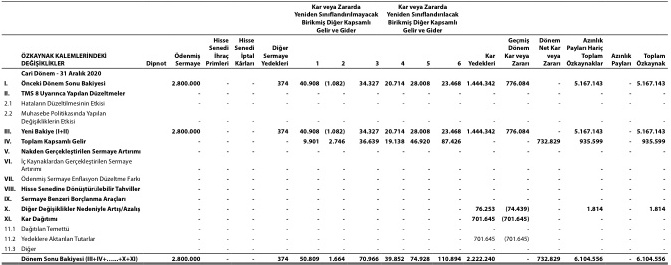 Kar veya Zararda Yeniden Sınıflandırılmayacak Birikmiş Diğer Kapsamlı Gelir ve Gider
Kar veya Zararda Yeniden Sınıflandırılacak Birikmiş Diğer Kapsamlı Gelir ve Gider
ÖZKAYNAK KALEMLERİNDEKİ DEĞİŞİKLİKLER Dipnot Ödenmiş Sermaye Hisse Senedi İhraç Primleri Hisse Senedi İptal Kârları Diğer Sermaye Yedekleri 1 2 3 4 5 6 Kar Yedekleri Geçmiş Dönem Kar veya Zararı Dönem Net Kar veya Zararı Azınlık Payları Hariç Toplam Özkaynaklar Azınlık Payları Toplam Özkaynak
Cari Dönem - 31 Aralık 2020
I. Önceki Dönem Sonu Bakiyesi 2.800.000 - - 374 40.908 (1.082) 34.327 20.714 28.008 23.468 1.444.342 776.084 - 5.167.143 - 5.167.143
II. TMS 8 Uyarınca Yapılan Düzeltmeler - - - - - - - - - - - - - - - -
2.1 Hataların Düzeltilmesinin Etkisi - - - - - - - - - - - - - - - -
2.2 Muhasebe Politikasında Yapılan Değişikliklerin Etkisi - - - - - - - - - - - - - - - -
III. Yeni Bakiye (I+II) 2.800.000 - - 374 40.908 (1.082) 34.327 20.714 28.008 23.468 1.444.342 776.084 - 5.167.143 - 5.167.143
IV. Toplam Kapsamlı Gelir - - - - 9.901 2.746 36.639 19.138 46.920 87.426 - - 732.829 935.599 - 935.599
V. Nakden Gerçekleştirilen Sermaye Artırımı - - - - - - - - - - - - - - - -
VI. İç Kaynaklardan Gerçekleştirilen Sermaye Artırımı - - - - - - - - - - - - - - - -
VII. Ödenmiş Sermaye Enflasyon Düzeltme Farkı - - - - - - - - - - - - - - - -
VIII. Hisse Senedine Dönüştürülebilir Tahviller - - - - - - - - - - - - - - - -
IX. Sermaye Benzeri Borçlanma Araçları - - - - - - - - - - - - - - - -
X. Diğer Değişiklikler Nedeniyle Artış/Azalış - - - - - - - - - - 76.253 (74.439) - 1.814 - 1.814
XI. Kar Dağıtımı - - - - - - - - - - 701.645 (701.645) - - - -
11.1 Dağıtılan Temettü - - - - - - - - - - - - - - - -
11.2 Yedeklere Aktarılan Tutarlar - - - - - - - - - - 701.645 (701.645) - - - -
11.3 Diğer - - - - - - - - - - - - - - - -
Dönem Sonu Bakiyesi (III+IV+......+X+XI) 2.800.000 - - 374 50.809 1.664 70.966 39.852 74.928 110.894 2.222.240 - 732.829 6.104.556 - 6.104.556